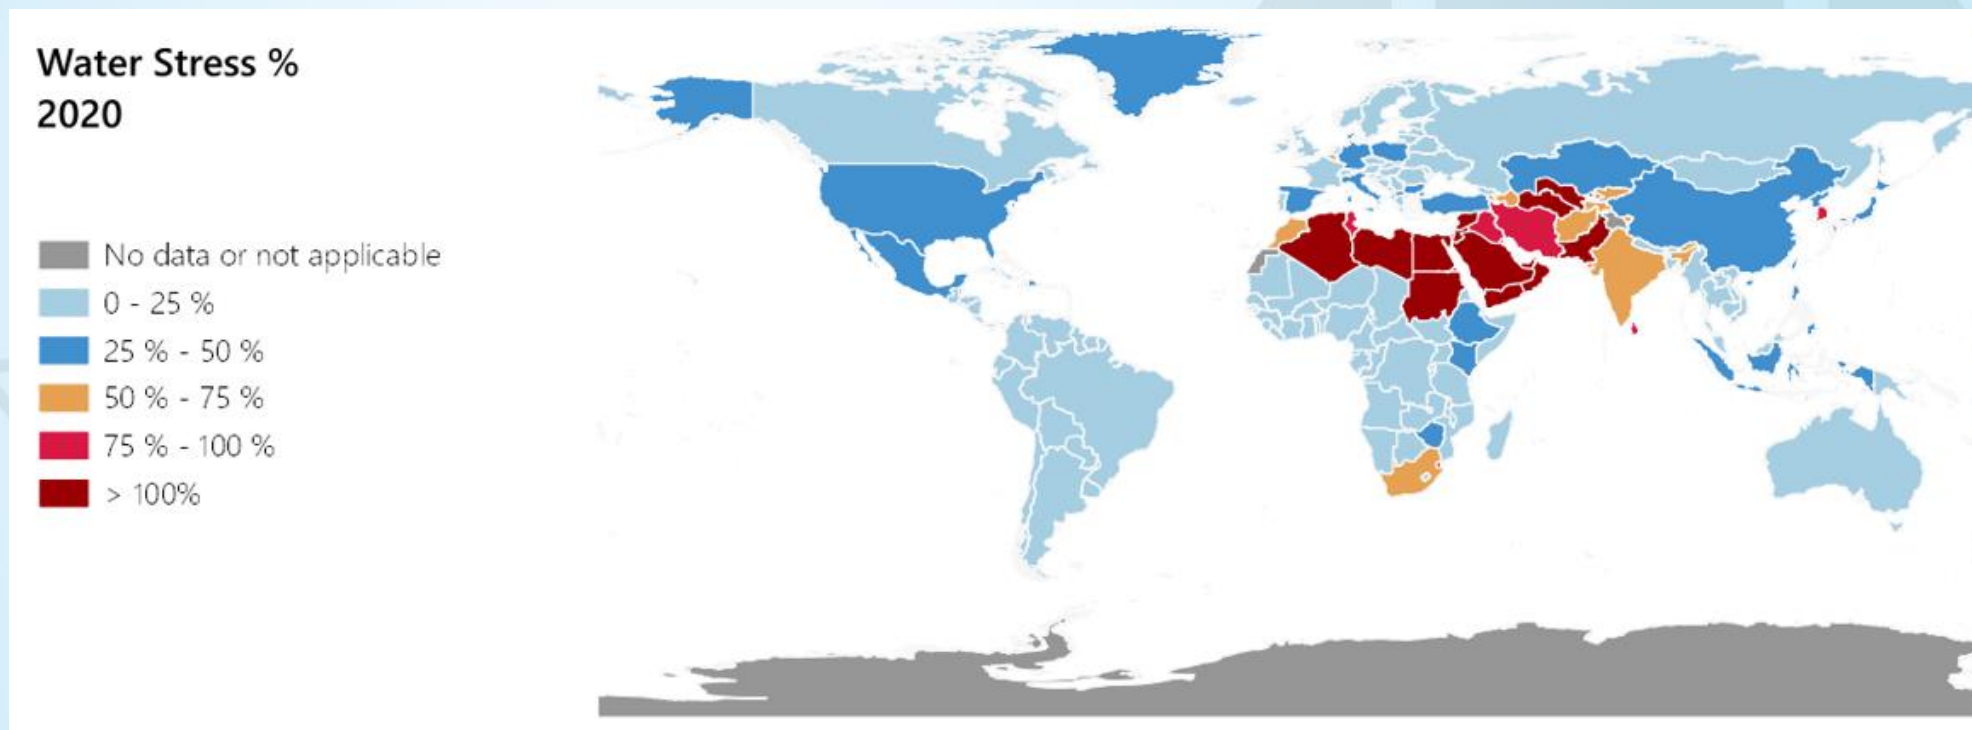 Water Stress %
2020
No data or not applicable
0 - 25 %
25 % - 50 %
50 % - 75 %
75 % - 100 %
> 100%